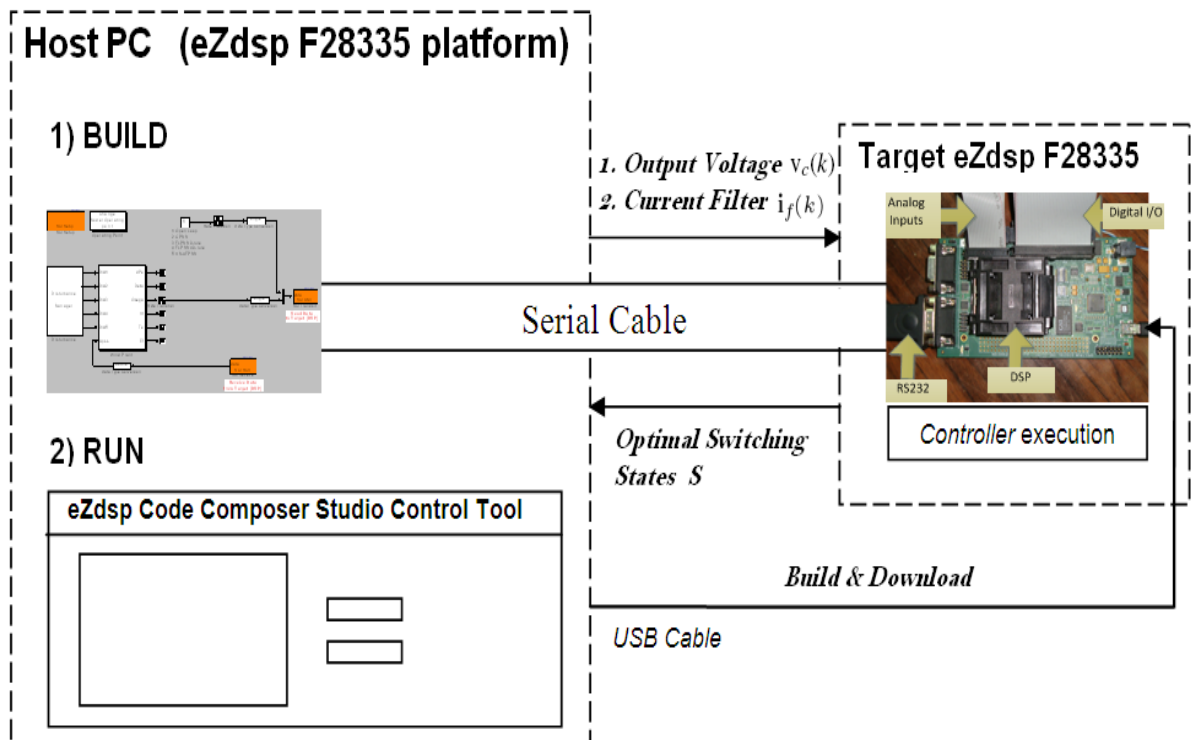 Host PC (eZdsp F28335 platform)
1) BUILD
1. Output Voltage v_c(k)
2. Current Filter i_f(k)
Target eZdsp F28335
Analog
Inputs
Digital I/O
Serial Cable
RS232
DSP
Controller execution
Optimal Switching
States S
2) RUN
eZdsp Code Composer Studio Control Tool
Build & Download
USB Cable